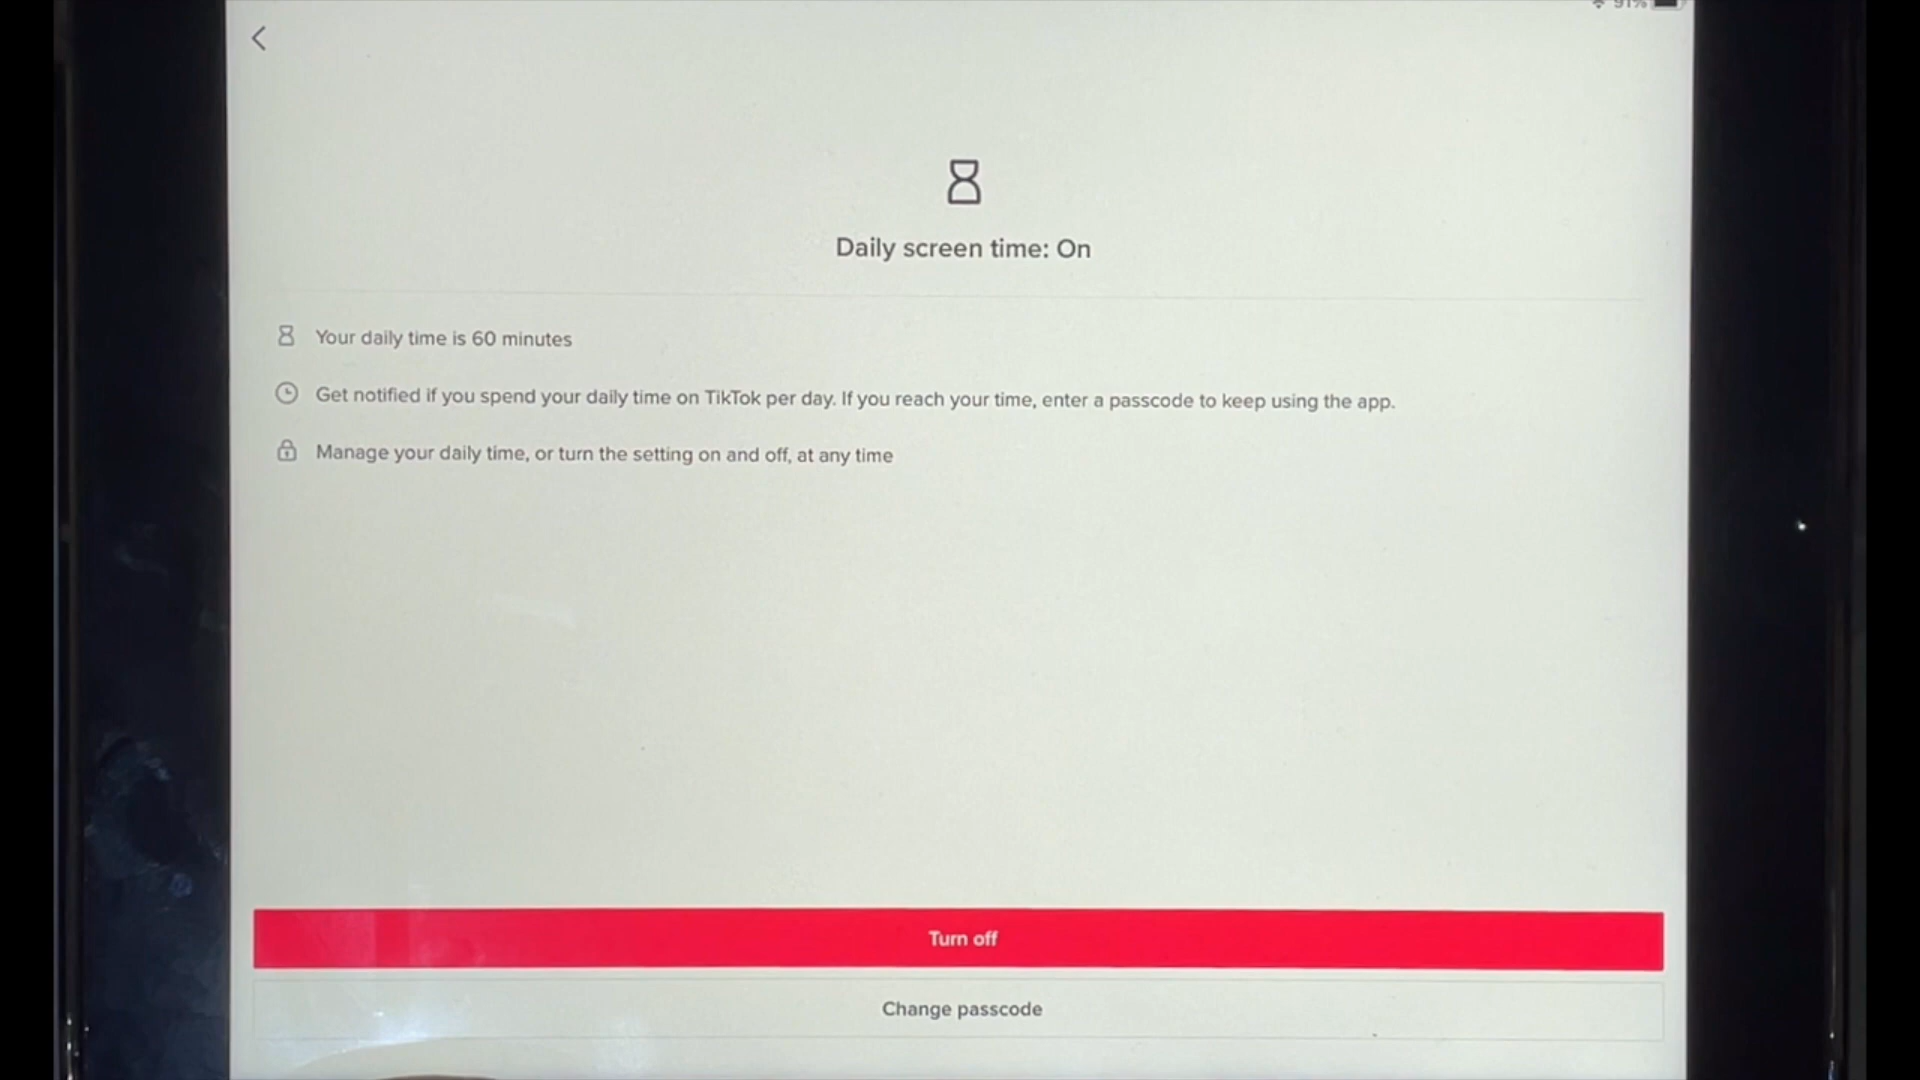 91%
Daily screen time: On
Your daily time is 60 minutes
Get notified if you spend your daily time on TikTok per day. If you reach your time, enter a passcode to keep using the app.
Manage your daily time, or turn the setting on and off, at any time
Turn off
Change passcode